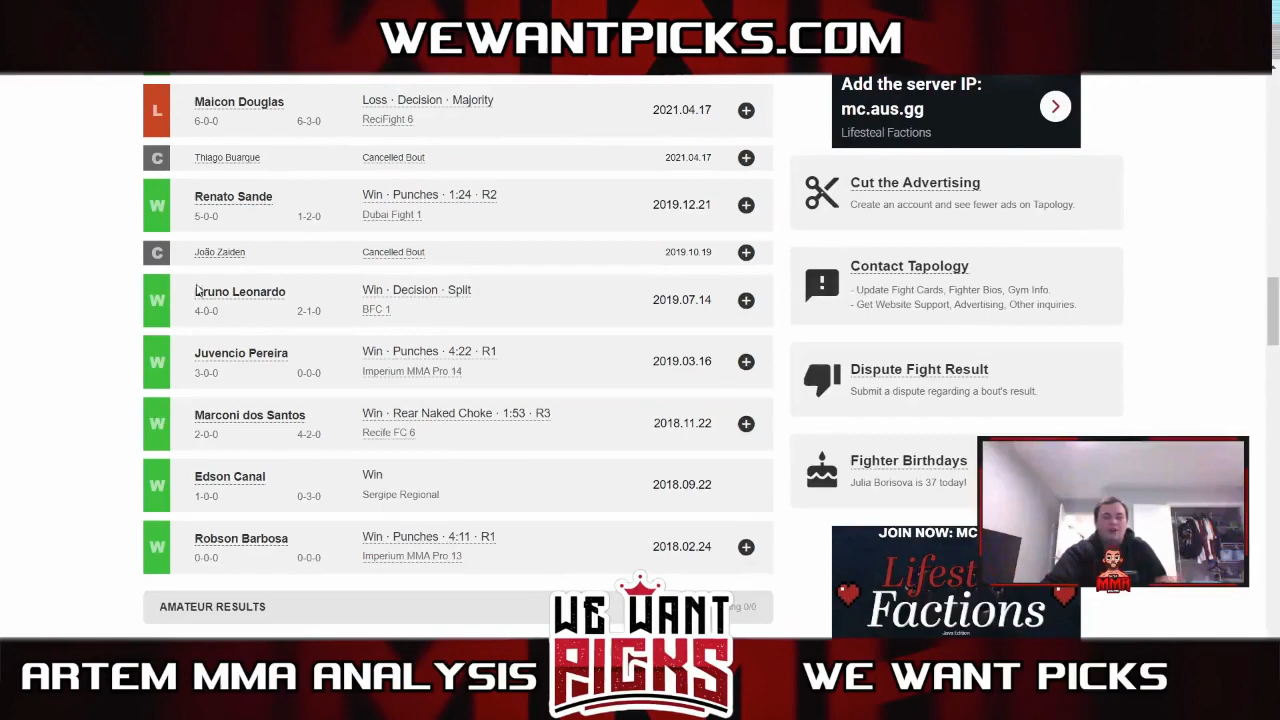 WEWANTPICKS.COM
L
Maicon Douglas
6-0-0
6-3-0
Loss · Decision · Majority
ReciFight 6
2021.04.17
C
Thiago Buarque
Cancelled Bout
2021.04.17
W
Renato Sande
5-0-0
1-2-0
Win · Punches · 1:24 · R2
Dubai Fight 1
2019.12.21
C
João Zaiden
Cancelled Bout
2019.10.19
W
Bruno Leonardo
4-0-0
2-1-0
Win · Decision · Split
BFC 1
2019.07.14
W
Juvencio Pereira
3-0-0
0-0-0
Win · Punches · 4:22 · R1
Imperium MMA Pro 14
2019.03.16
W
Marconi dos Santos
2-0-0
4-2-0
Win · Rear Naked Choke · 1:53 · R3
Recife FC 6
2018.11.22
W
Edson Canal
1-0-0
0-3-0
Win
Sergipe Regional
2018.09.22
W
Robson Barbosa
0-0-0
0-0-0
Win · Punches · 4:11 · R1
Imperium MMA Pro 13
2018.02.24
AMATEUR RESULTS
0/0
Add the server IP:
mc.aus.gg
Lifesteal Factions
Cut the Advertising
Create an account and see fewer ads on Tapology.
Contact Tapology
- Update Fight Cards, Fighter Bios, Gym Info.
- Get Website Support, Advertising, Other inquiries.
Dispute Fight Result
Submit a dispute regarding a bout's result.
Fighter Birthdays
Julia Borisova is 37 today!
JOIN NOW: MC
Lifest
Factions
Java Edition
MMA
ARTEM MMA ANALYSIS
WE WANT
PICKS
WE WANT PICKS